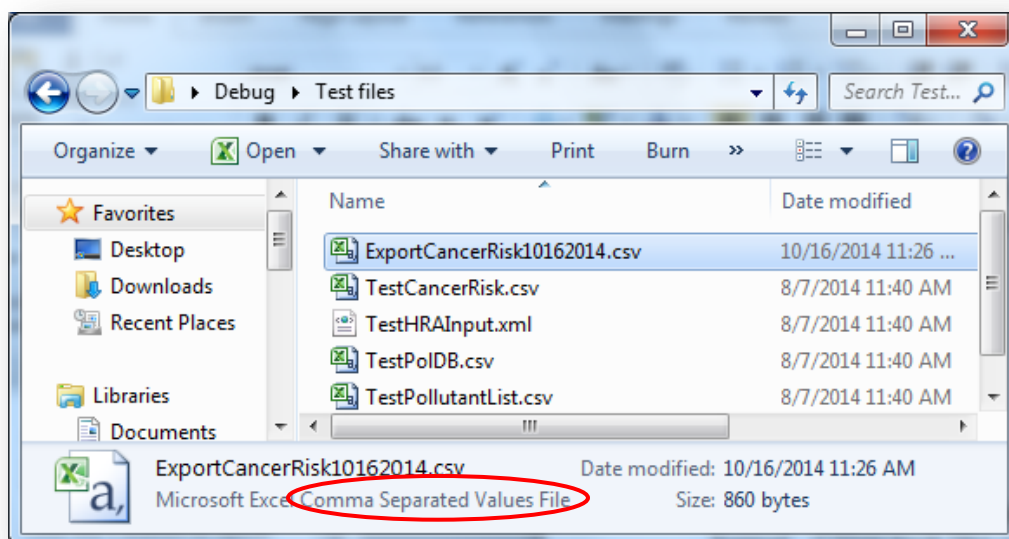 Debug Test files Search Test...
Organize Open Share with Print Burn »
Favorites
Desktop
Downloads
Recent Places
Libraries
Documents
Name Date modified
ExportCancerRisk10162014.csv 10/16/2014 11:26 ...
TestCancerRisk.csv 8/7/2014 11:40 AM
TestHRAInput.xml 8/7/2014 11:40 AM
TestPolDB.csv 8/7/2014 11:40 AM
TestPollutantList.csv 8/7/2014 11:40 AM
a,
ExportCancerRisk10162014.csv Date modified: 10/16/2014 11:26 AM
Microsoft Excel Comma Separated Values File Size: 860 bytes